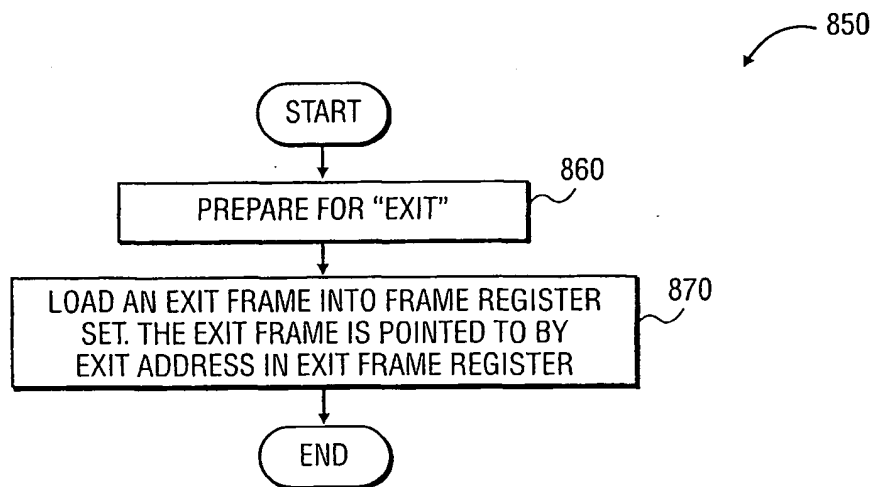 850
START
860
PREPARE FOR “EXIT”
870
LOAD AN EXIT FRAME INTO FRAME REGISTER
SET. THE EXIT FRAME IS POINTED TO BY
EXIT ADDRESS IN EXIT FRAME REGISTER
END